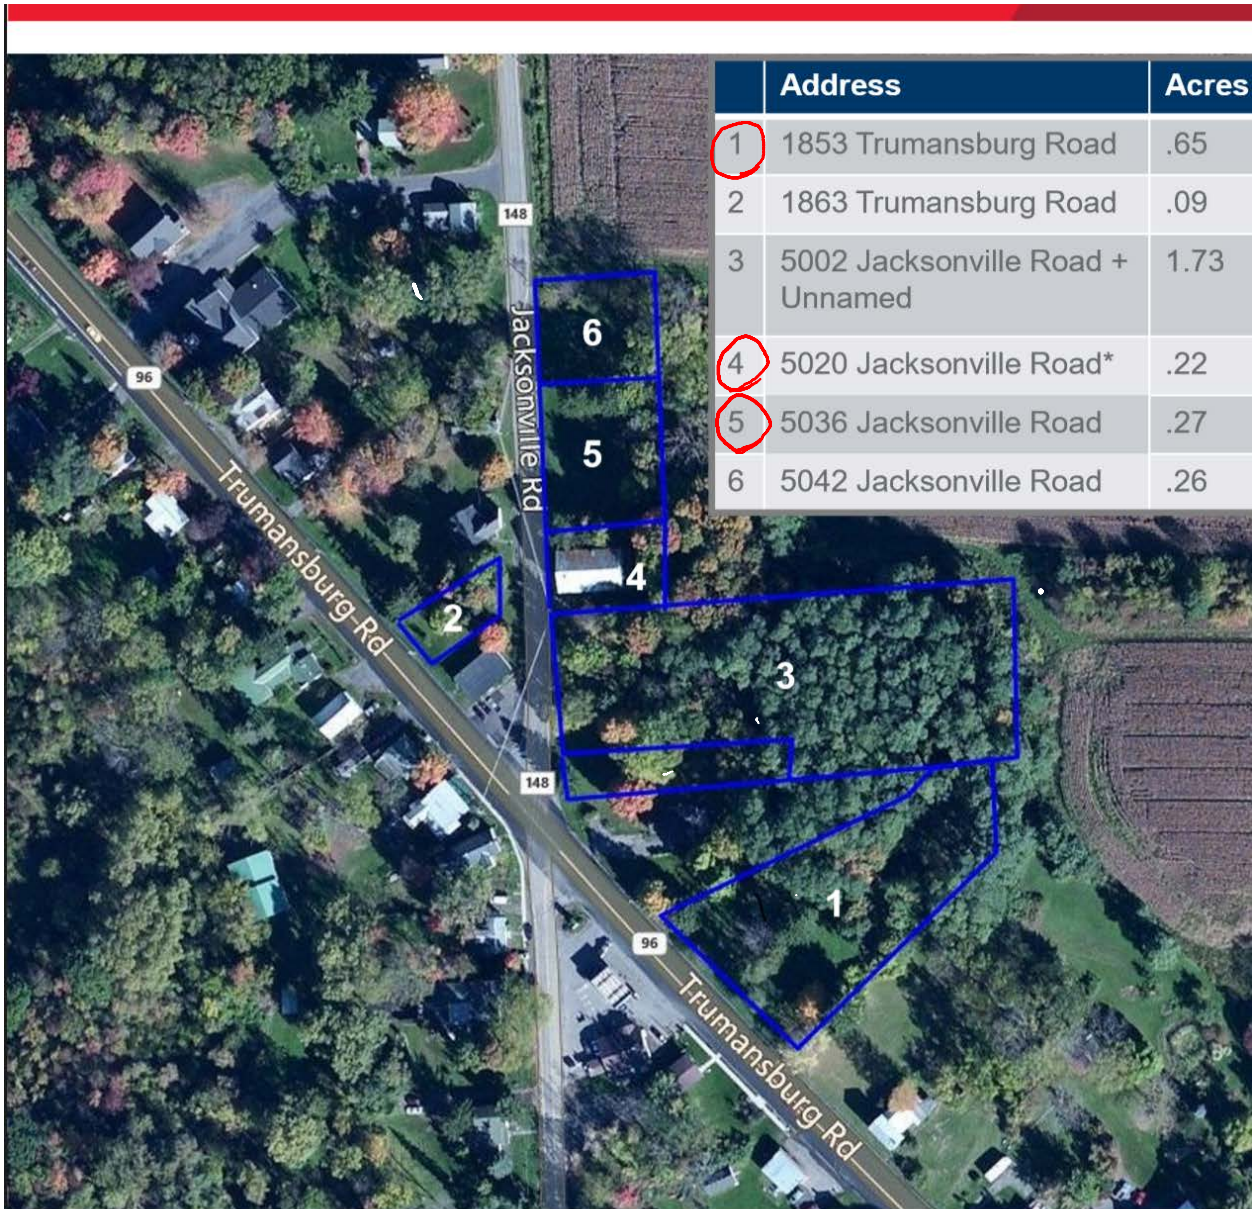 Address Acres
1 1853 Trumansburg Road .65
2 1863 Trumansburg Road .09
3 5002 Jacksonville Road + 1.73
Unnamed
4 5020 Jacksonville Road* .22
5 5036 Jacksonville Road .27
6 5042 Jacksonville Road .26
148
6
Jacksonville Rd
96
5
Trumansburg Rd
4
2
3
148
1
96
Trumansburg Rd